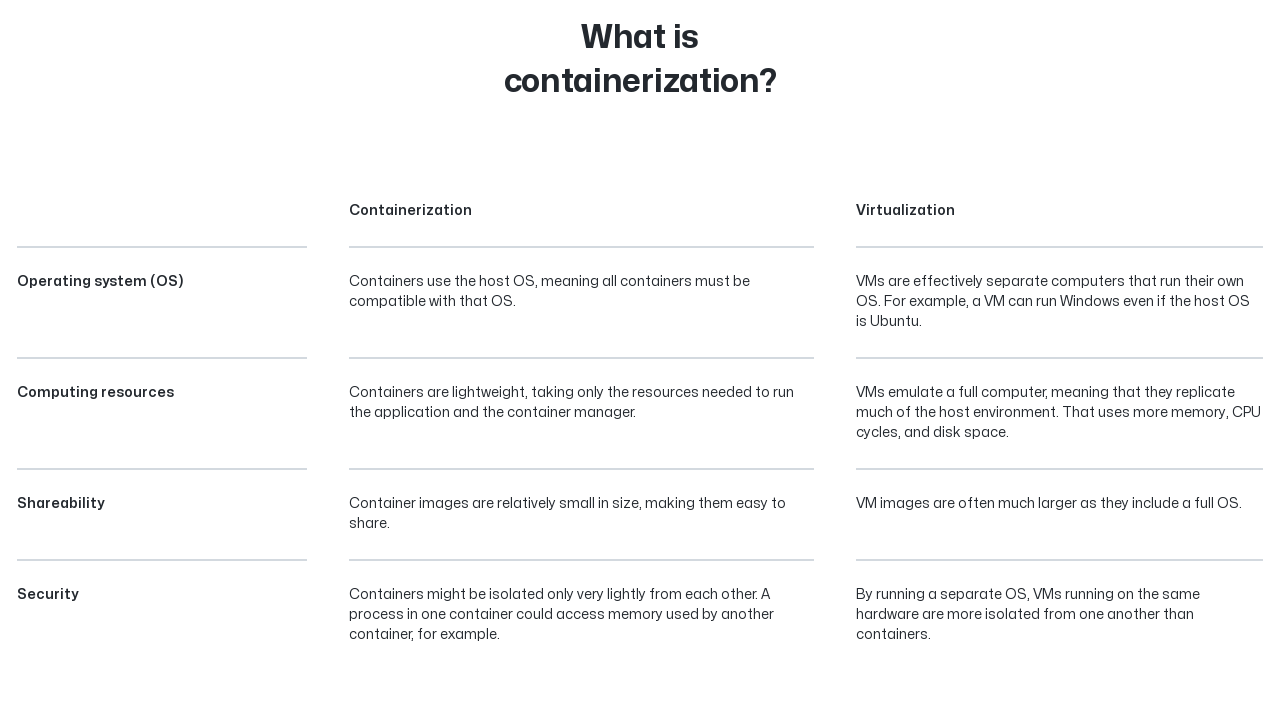 What is
containerization?
Containerization
Virtualization
Operating system (OS)
Containers use the host OS, meaning all containers must be
compatible with that OS.
VMs are effectively separate computers that run their own
OS. For example, a VM can run Windows even if the host OS
is Ubuntu.
Computing resources
Containers are lightweight, taking only the resources needed to run
the application and the container manager.
VMs emulate a full computer, meaning that they replicate
much of the host environment. That uses more memory, CPU
cycles, and disk space.
Shareability
Container images are relatively small in size, making them easy to
share.
VM images are often much larger as they include a full OS.
Security
Containers might be isolated only very lightly from each other. A
process in one container could access memory used by another
container, for example.
By running a separate OS, VMs running on the same
hardware are more isolated from one another than
containers.